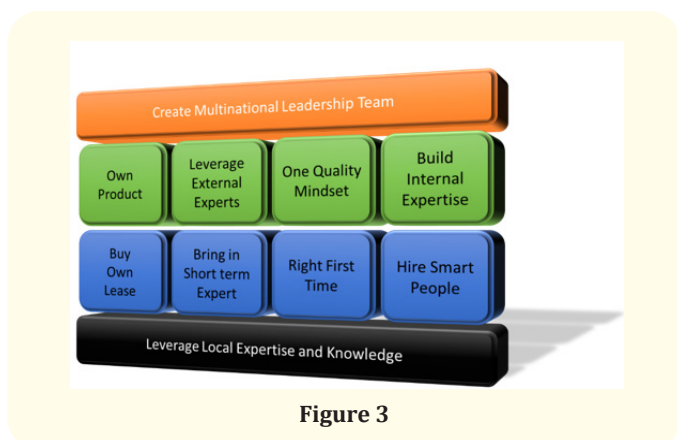 Create Multinational Leadership Team
Own
Product
Leverage
External
Experts
One Quality
Mindset
Build
Internal
Expertise
Buy
Own
Lease
Bring in
Short term
Expert
Right First
Time
Hire Smart
People
Leverage Local Expertise and Knowledge
Figure 3